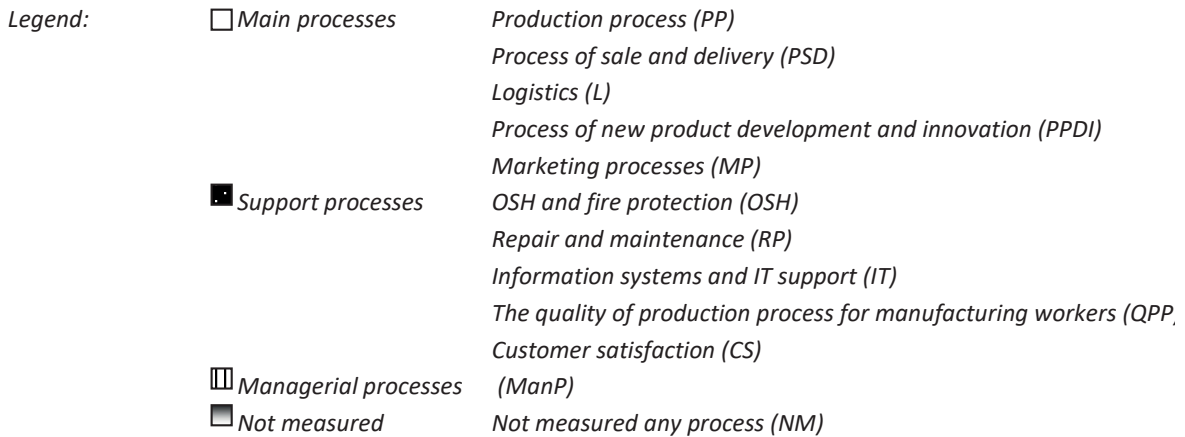 Legend: Main processes Production process (PP)
Process of sale and delivery (PSD)
Logistics (L)
Process of new product development and innovation (PPDI)
Marketing processes (MP)
Support processes OSH and fire protection (OSH)
Repair and maintenance (RP)
Information systems and IT support (IT)
The quality of production process for manufacturing workers (QPP)
Customer satisfaction (CS)
Managerial processes (ManP)
Not measured Not measured any process (NM)